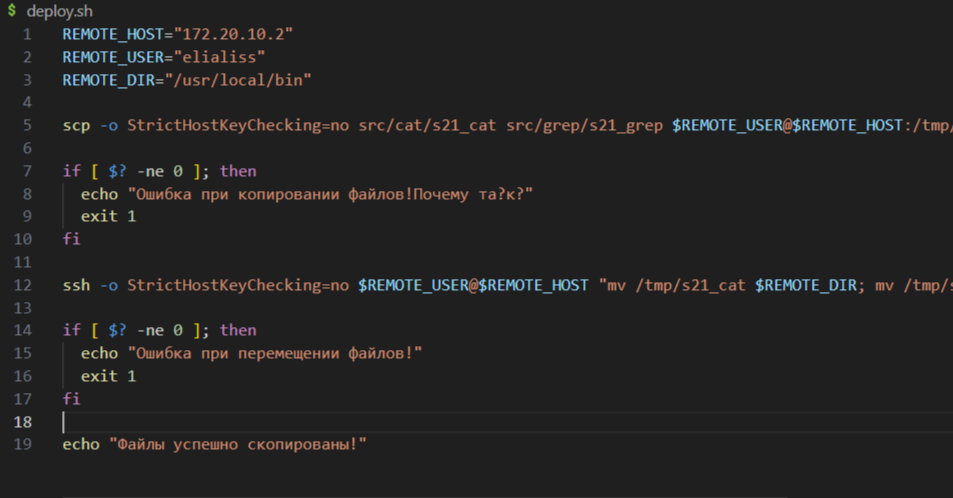 $ deploy.sh
1 REMOTE_HOST="172.20.10.2"
2 REMOTE_USER="elialiss"
3 REMOTE_DIR="/usr/local/bin"
4
5 scp -o StrictHostKeyChecking=no src/cat/s21_cat src/grep/s21_grep $REMOTE_USER@$REMOTE_HOST:/tmp/
6
7 if [ $? -ne 0 ]; then
8 echo "Ошибка при копировании файлов!Почему та?к?"
9 exit 1
10 fi
11
12 ssh -o StrictHostKeyChecking=no $REMOTE_USER@$REMOTE_HOST "mv /tmp/s21_cat $REMOTE_DIR; mv /tmp/s
13
14 if [ $? -ne 0 ]; then
15 echo "Ошибка при перемещении файлов!"
16 exit 1
17 fi
18
19 echo "Файлы успешно скопированы!"